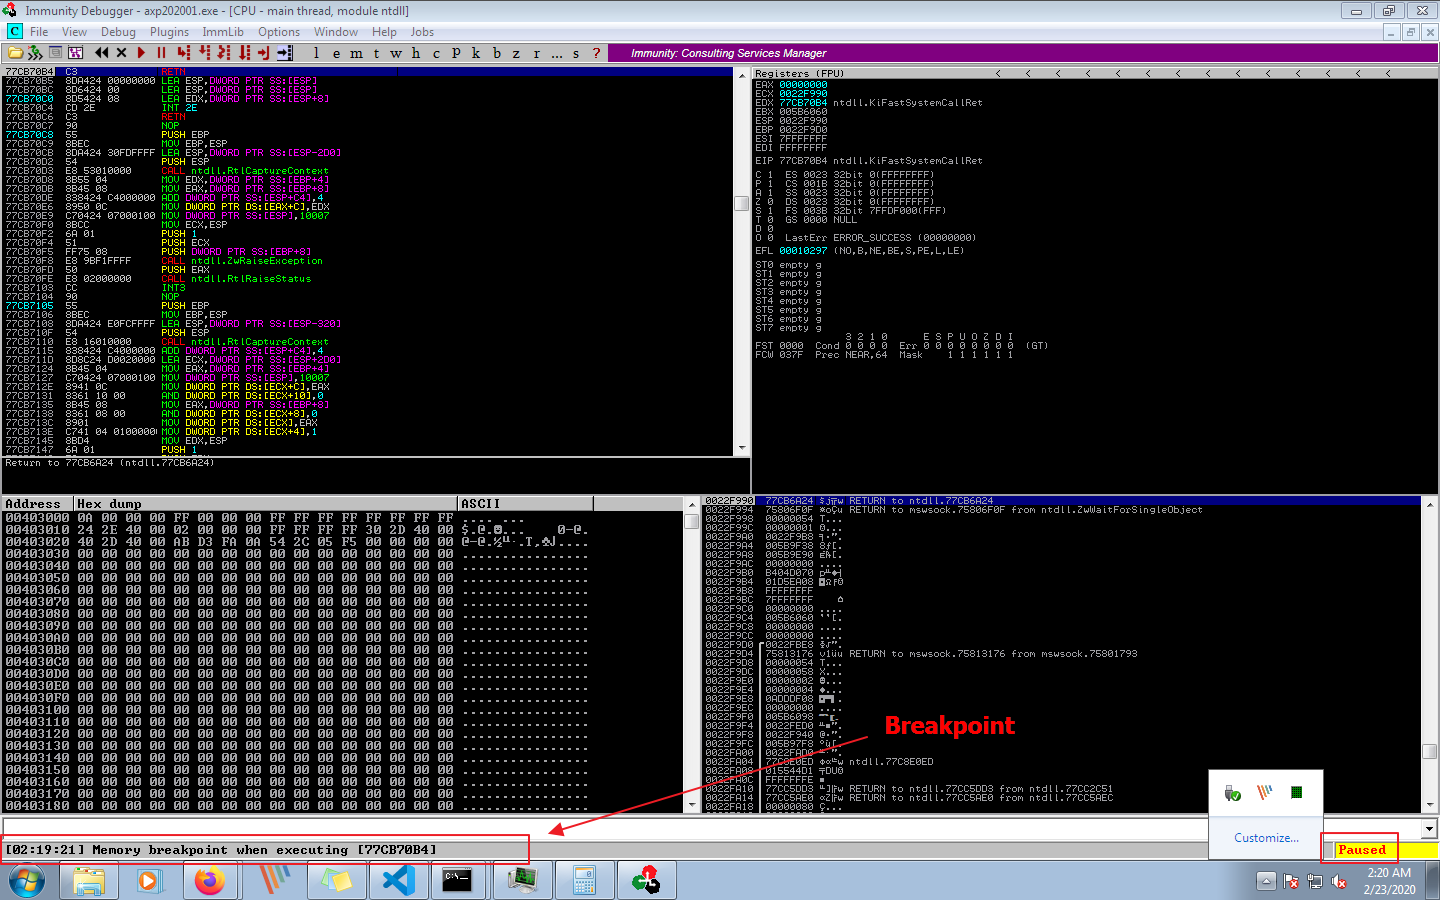 Immunity Debugger - axp202001.exe - [CPU - main thread, module ntdll]
C File View Debug Plugins ImmLib Options Window Help Jobs
l e m t w h c p k b z r ... s ?
Immunity: Consulting Services Manager
77CB70B4 C3 RETN
77CB70B5 8DA424 00000000 LEA ESP,DWORD PTR SS:[ESP]
77CB70BC 8D6424 00 LEA ESP,DWORD PTR SS:[ESP]
77CB70C0 8D5424 08 LEA EDX,DWORD PTR SS:[ESP+8]
77CB70C4 CD 2E INT 2E
77CB70C6 C3 RETN
77CB70C7 90 NOP
77CB70C8 55 PUSH EBP
77CB70C9 8BEC MOV EBP,ESP
77CB70CB 8DA424 30FDFFFF LEA ESP,DWORD PTR SS:[ESP-2D0]
77CB70D2 54 PUSH ESP
77CB70D3 E8 53010000 CALL ntdll.RtlCaptureContext
77CB70D8 8B55 04 MOV EDX,DWORD PTR SS:[EBP+4]
77CB70DB 8B45 08 MOV EAX,DWORD PTR SS:[EBP+8]
77CB70DE 838424 C4000000 ADD DWORD PTR SS:[ESP+C4],4
77CB70E6 8950 0C MOV DWORD PTR DS:[EAX+C],EDX
77CB70E9 C70424 07000100 MOV DWORD PTR SS:[ESP],10007
77CB70F0 8BCC MOV ECX,ESP
77CB70F2 6A 01 PUSH 1
77CB70F4 51 PUSH ECX
77CB70F5 FF75 08 PUSH DWORD PTR SS:[EBP+8]
77CB70F8 E8 9BF1FFFF CALL ntdll.ZwRaiseException
77CB70FD 50 PUSH EAX
77CB70FE E8 02000000 CALL ntdll.RtlRaiseStatus
77CB7103 CC INT3
77CB7104 90 NOP
77CB7105 55 PUSH EBP
77CB7106 8BEC MOV EBP,ESP
77CB7108 8DA424 E0FCFFFF LEA ESP,DWORD PTR SS:[ESP-320]
77CB710F 54 PUSH ESP
77CB7110 E8 16010000 CALL ntdll.RtlCaptureContext
77CB7115 838424 C4000000 ADD DWORD PTR SS:[ESP+C4],4
77CB711D 8D8C24 D0020000 LEA ECX,DWORD PTR SS:[ESP+2D0]
77CB7124 8B45 04 MOV EAX,DWORD PTR SS:[EBP+4]
77CB7127 C70424 07000100 MOV DWORD PTR SS:[ESP],10007
77CB712E 8941 0C MOV DWORD PTR DS:[ECX+C],EAX
77CB7131 8361 10 00 AND DWORD PTR DS:[ECX+10],0
77CB7135 8B45 08 MOV EAX,DWORD PTR SS:[EBP+8]
77CB7138 8361 08 00 AND DWORD PTR DS:[ECX+8],0
77CB713C 8901 MOV DWORD PTR DS:[ECX],EAX
77CB713E C741 04 0100000 MOV DWORD PTR DS:[ECX+4],1
77CB7145 8BD4 MOV EDX,ESP
77CB7147 6A 01 PUSH 1
Return to 77CB6A24 (ntdll.77CB6A24)
Registers (FPU) < < < < < < < < < <
EAX 00000000
ECX 0022F990
EDX 77CB70B4 ntdll.KiFastSystemCallRet
EBX 005B6060
ESP 0022F990
EBP 0022F9D0
ESI 7FFFFFFF
EDI FFFFFFFF
EIP 77CB70B4 ntdll.KiFastSystemCallRet
C 1 ES 0023 32bit 0(FFFFFFFF)
P 1 CS 001B 32bit 0(FFFFFFFF)
A 1 SS 0023 32bit 0(FFFFFFFF)
Z 0 DS 0023 32bit 0(FFFFFFFF)
S 1 FS 003B 32bit 7FFDF000(FFF)
T 0 GS 0000 NULL
D 0
O 0 LastErr ERROR_SUCCESS (00000000)
EFL 00010297 (NO,B,NE,BE,S,PE,L,LE)
ST0 empty g
ST1 empty g
ST2 empty g
ST3 empty g
ST4 empty g
ST5 empty g
ST6 empty g
ST7 empty g
3 2 1 0 E S P U O Z D I
FST 0000 Cond 0 0 0 0 Err 0 0 0 0 0 0 0 0 (GT)
FCW 037F Prec NEAR,64 Mask 1 1 1 1 1 1
Address Hex dump ASCII
00403000 0A 00 00 00 FF 00 00 00 FF FF FF FF FF FF FF FF
00403010 24 2E 40 00 02 00 00 00 FF FF FF FF 30 2D 40 00
00403020 40 2D 40 00 AB D3 FA 0A 54 2C 05 F5 00 00 00 00
00403040 00 00 00 00 00 00 00 00 00 00 00 00 00 00 00 00 ................
00403050 00 00 00 00 00 00 00 00 00 00 00 00 00 00 00 00 ................
00403060 00 00 00 00 00 00 00 00 00 00 00 00 00 00 00 00 ................
00403070 00 00 00 00 00 00 00 00 00 00 00 00 00 00 00 00 ................
00403080 00 00 00 00 00 00 00 00 00 00 00 00 00 00 00 00 ................
00403090 00 00 00 00 00 00 00 00 00 00 00 00 00 00 00 00 ................
004030A0 00 00 00 00 00 00 00 00 00 00 00 00 00 00 00 00 ................
004030B0 00 00 00 00 00 00 00 00 00 00 00 00 00 00 00 00 ................
004030C0 00 00 00 00 00 00 00 00 00 00 00 00 00 00 00 00 ................
004030D0 00 00 00 00 00 00 00 00 00 00 00 00 00 00 00 00 ................
004030E0 00 00 00 00 00 00 00 00 00 00 00 00 00 00 00 00 ................
004030F0 00 00 00 00 00 00 00 00 00 00 00 00 00 00 00 00 ................
00403100 00 00 00 00 00 00 00 00 00 00 00 00 00 00 00 00 ................
00403110 00 00 00 00 00 00 00 00 00 00 00 00 00 00 00 00 ................
00403120 00 00 00 00 00 00 00 00 00 00 00 00 00 00 00 00 ................
00403130 00 00 00 00 00 00 00 00 00 00 00 00 00 00 00 00 ................
00403140 00 00 00 00 00 00 00 00 00 00 00 00 00 00 00 00 ................
00403150 00 00 00 00 00 00 00 00 00 00 00 00 00 00 00 00 ................
00403160 00 00 00 00 00 00 00 00 00 00 00 00 00 00 00 00 ................
00403170 00 00 00 00 00 00 00 00 00 00 00 00 00 00 00 00 ................
00403180 00 00 00 00 00 00 00 00 00 00 00 00 00 00 00 00 ................
0022F990 77CB6A24 RETURN to ntdll.77CB6A24
0022F994 75806F0F RETURN to mswsock.75806F0F from ntdll.ZwWaitForSingleObject
0022F998 00000054 T...
0022F99C 00000001
0022F9A0 0022F9B8
0022F9A4 005B9F38
0022F9A8 005B9E90
0022F9AC 00000000 ....
0022F9B0 B404D070
0022F9B4 01D5EA08
0022F9B8 FFFFFFFF
0022F9BC 7FFFFFFF
0022F9C0 00000000 ....
0022F9C4 005B6060 ``[.
0022F9C8 00000000 ....
0022F9CC 00000000 ....
0022F9D0 0022FBE8
0022F9D4 75813176 RETURN to mswsock.75813176 from mswsock.75801793
0022F9D8 00000054 T...
0022F9DC 00000058 X...
0022F9E0 00000002
0022F9E4 00000004
0022F9E8 0ADDDF08
0022F9EC 00000000 ....
0022F9F0 005B6098
0022F9F4 0022FED0
0022F9F8 0022F940
0022F9FC 005B97F8
0022FA00 0022FAD0
0022FA04 77C8E0ED ntdll.77C8E0ED
0022FA08 015544D1
0022FA0C FFFFFFFE
0022FA10 77CC5DD3 RETURN to ntdll.77CC5DD3 from ntdll.77CC2C51
0022FA14 77CC5AE0 RETURN to ntdll.77CC5AE0 from ntdll.77CC5AEC
0022FA18 00000080 Ç...
Breakpoint
Customize...
[02:19:21] Memory breakpoint when executing [77CB70B4]
Paused
C:\_
2:20 AM
2/23/2020